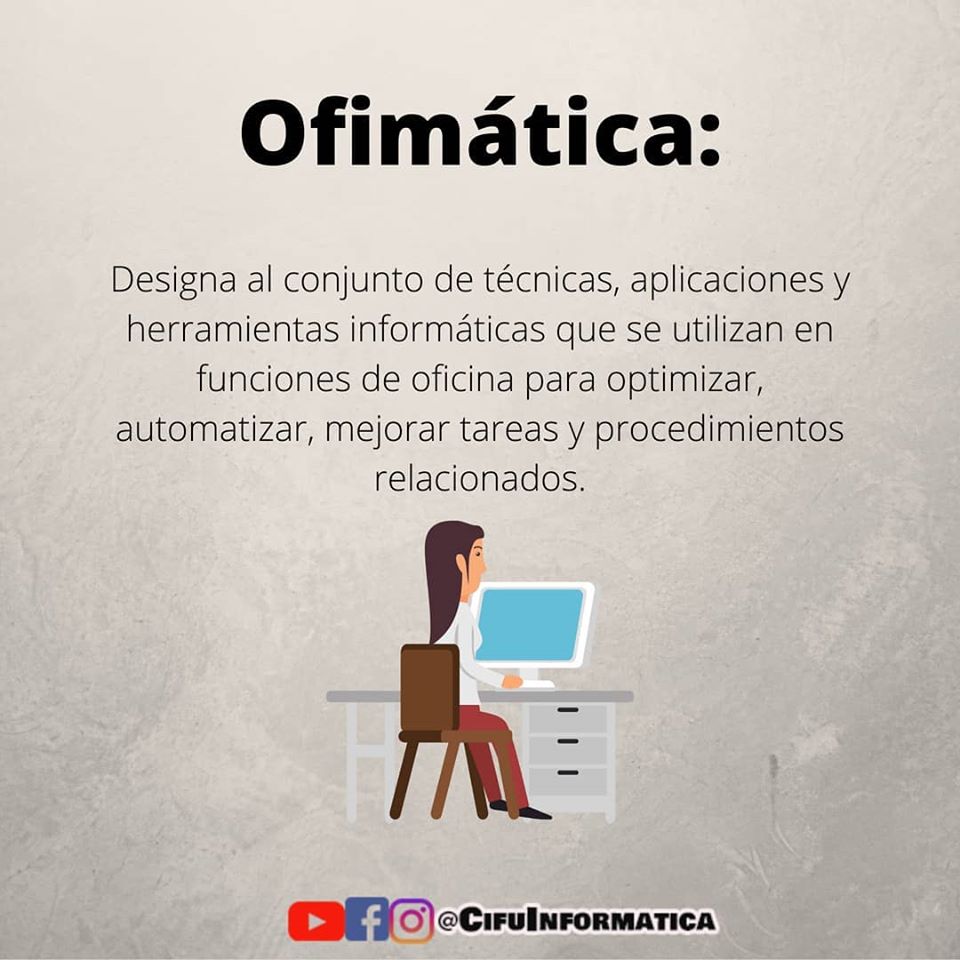 Ofimática:
Designa al conjunto de técnicas, aplicaciones y
herramientas informáticas que se utilizan en
funciones de oficina para optimizar,
automatizar, mejorar tareas y procedimientos
relacionados.
@CifuInformatica